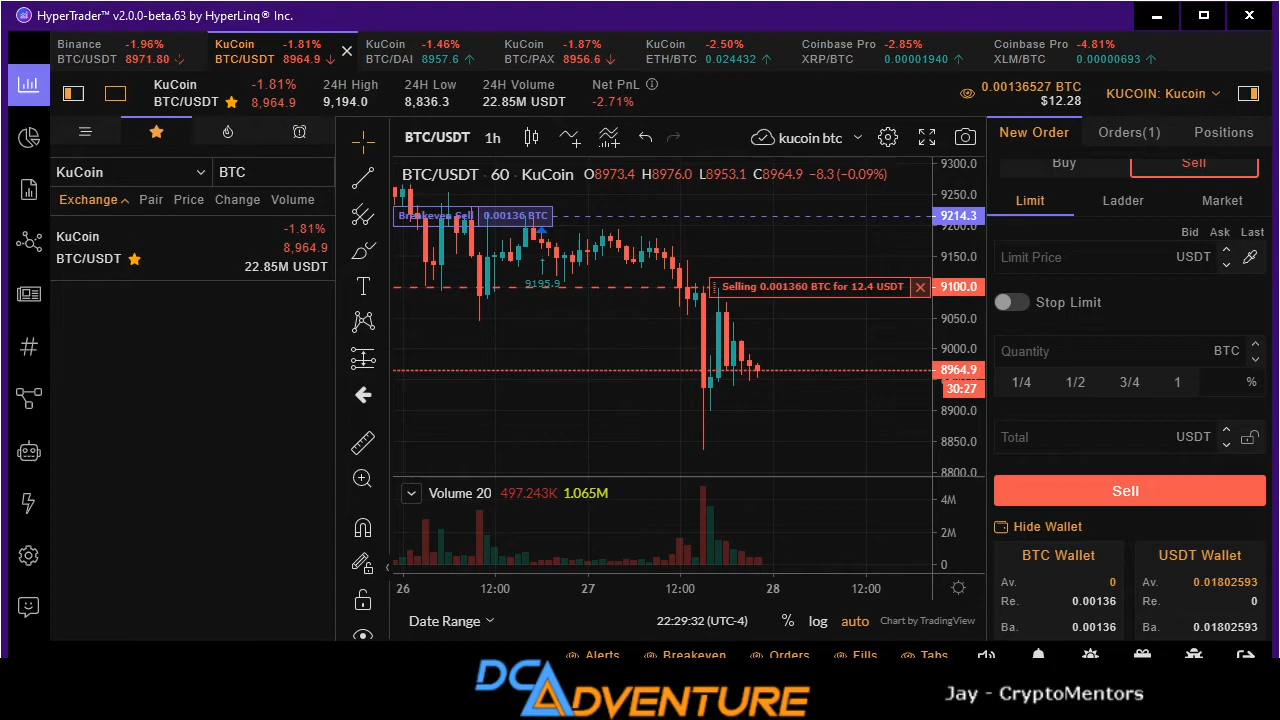 HyperTrader™ v2.0.0-beta.63 by HyperLinq® Inc.
Binance -1.96%
BTC/USDT 8971.80
KuCoin -1.81%
BTC/USDT 8964.9
KuCoin -1.46%
BTC/DAI 8957.6
KuCoin -1.87%
BTC/PAX 8956.6
KuCoin -2.50%
ETH/BTC 0.024432
Coinbase Pro -2.85%
XRP/BTC 0.00001940
Coinbase Pro -4.81%
XLM/BTC 0.00000693
KuCoin -1.81%
BTC/USDT 8,964.9
24H High
9,194.0
24H Low
8,836.3
24H Volume
22.85M USDT
Net PnL
-2.71%
0.00136527 BTC
$12.28
KUCOIN: Kucoin
KuCoin BTC
Exchange Pair Price Change Volume
KuCoin -1.81%
8,964.9
BTC/USDT
22.85M USDT
BTC/USDT 1h
kucoin btc
BTC/USDT · 60 · KuCoin O8973.4 H8976.0 L8953.1 C8964.9 −8.3 (−0.09%)
Breakeven Sell 0.00136 BTC
9195.9
Selling 0.001360 BTC for 12.4 USDT
9300.0
9250.0
9214.3
9200.0
9150.0
9100.0
9050.0
9000.0
8964.9
30:27
8900.0
8850.0
8800.0
Volume 20 497.243K 1.065M
4M
2M
0
26 12:00 27 12:00 28 12:00
Date Range 22:29:32 (UTC-4) % log auto Chart by TradingView
New Order Orders(1) Positions
Buy Sell
Limit Ladder Market
Bid Ask Last
Limit Price USDT
Stop Limit
Quantity BTC
1/4 1/2 3/4 1 %
Total USDT
Sell
Hide Wallet
BTC Wallet
Av. 0
Re. 0.00136
Ba. 0.00136
USDT Wallet
Av. 0.01802593
Re. 0
Ba. 0.01802593
Alerts Breakeven Orders Fills Tabs
DCAdventure
Jay - CryptoMentors